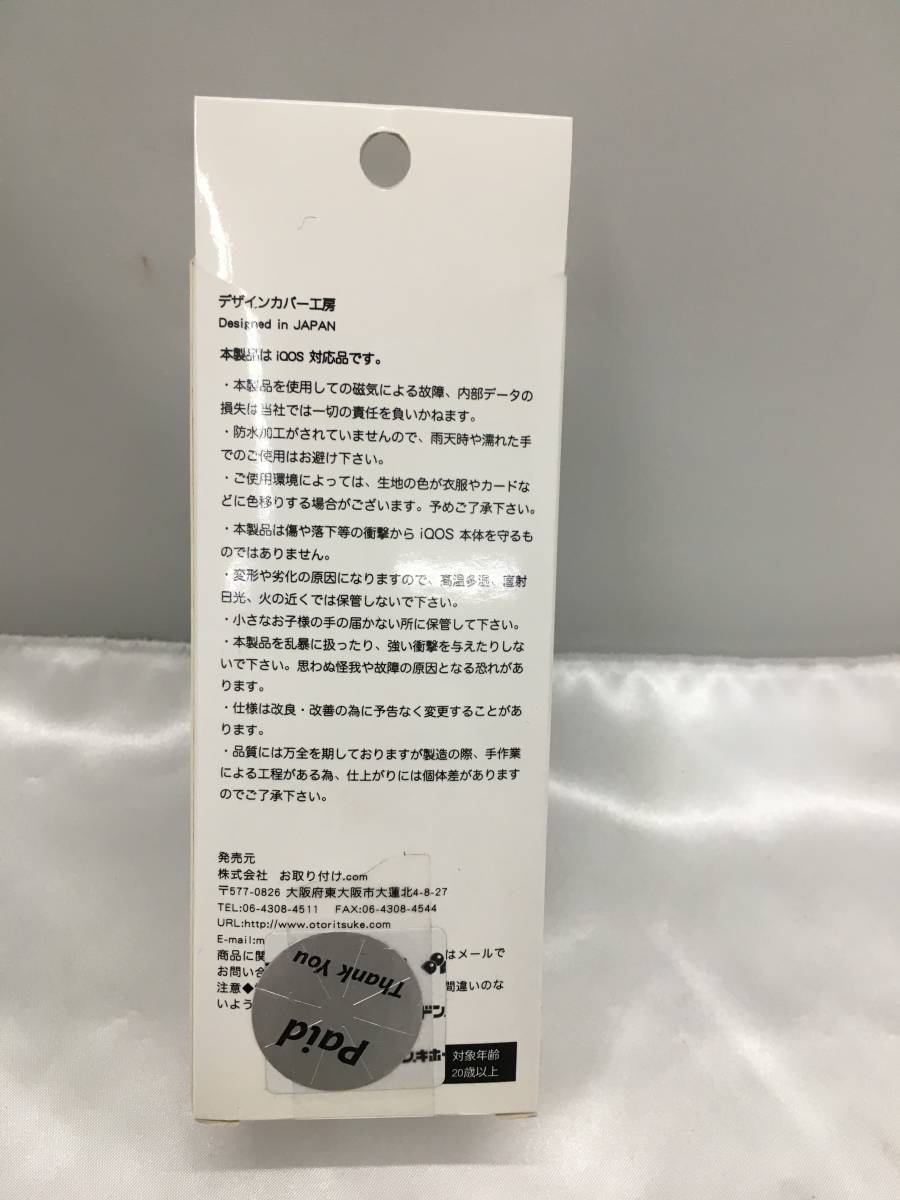 デザインカバー工房
Designed in JAPAN
本製品は iQOS 対応品です。
・本製品を使用しての磁気による故障、内部データの
損失は当社では一切の責任を負いかねます。
・防水加工がされていませんので、雨天時や濡れた手
でのご使用はお避け下さい。
・ご使用環境によっては、生地の色が衣服やカードな
どに色移りする場合がございます。予めご了承下さい。
・本製品は傷や落下等の衝撃から iQOS 本体を守るも
のではありません。
・変形や劣化の原因になりますので、高温多湿、直射
日光、火の近くでは保管しないで下さい。
・小さなお子様の手の届かない所に保管して下さい。
・本製品を乱暴に扱ったり、強い衝撃を与えたりしな
いで下さい。思わぬ怪我や故障の原因となる恐れがあ
ります。
・仕様は改良・改善の為に予告なく変更することがあ
ります。
・品質には万全を期しておりますが製造の際、手作業
による工程がある為、仕上がりには個体差があります
のでご了承下さい。
発売元
株式会社 お取り付け.com
〒577-0826 大阪府東大阪市大蓮北4-8-27
TEL:06-4308-4511 FAX:06-4308-4544
URL:http://www.otoritsuke.com
E-mail:m
商品に関 はメールで
お問い合
注意◆ 間違いのな
いよう ドン
Thank You
Paid
キホー
対象年齢
20歳以上